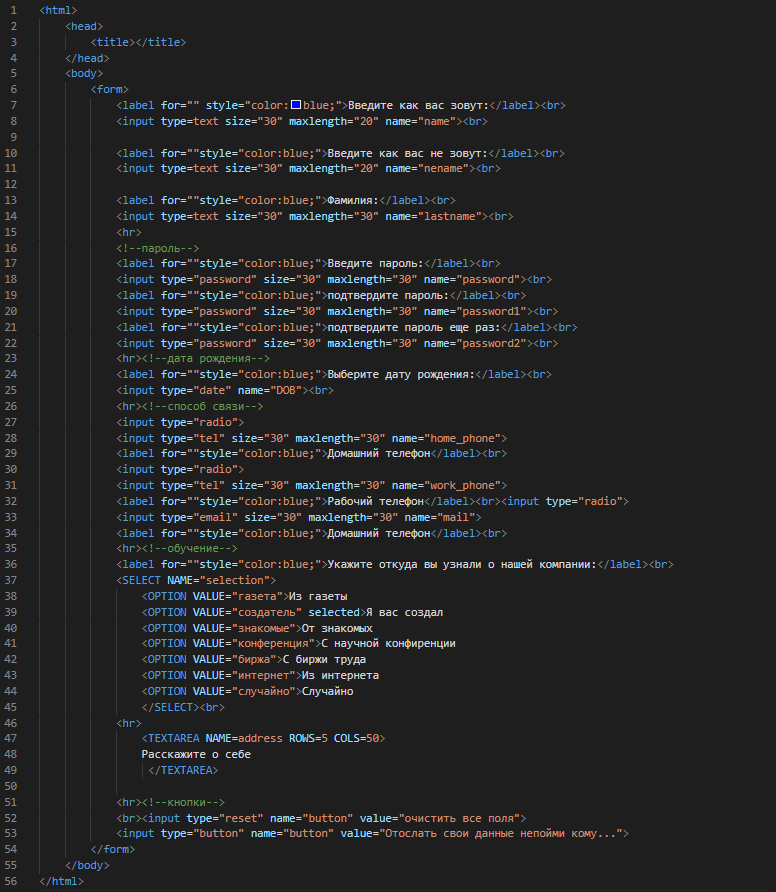 1 <html>
2 <head>
3 <title></title>
4 </head>
5 <body>
6 <form>
7 <label for="" style="color:blue;">Введите как вас зовут:</label><br>
8 <input type=text size="30" maxlength="20" name="name"><br>
9
10 <label for=""style="color:blue;">Введите как вас не зовут:</label><br>
11 <input type=text size="30" maxlength="20" name="nename"><br>
12
13 <label for=""style="color:blue;">Фамилия:</label><br>
14 <input type=text size="30" maxlength="30" name="lastname"><br>
15 <hr>
16 <!--пароль-->
17 <label for=""style="color:blue;">Введите пароль:</label><br>
18 <input type="password" size="30" maxlength="30" name="password"><br>
19 <label for=""style="color:blue;">подтвердите пароль:</label><br>
20 <input type="password" size="30" maxlength="30" name="password1"><br>
21 <label for=""style="color:blue;">подтвердите пароль еще раз:</label><br>
22 <input type="password" size="30" maxlength="30" name="password2"><br>
23 <hr><!--дата рождения-->
24 <label for=""style="color:blue;">Выберите дату рождения:</label><br>
25 <input type="date" name="DOB"><br>
26 <hr><!--способ связи-->
27 <input type="radio">
28 <input type="tel" size="30" maxlength="30" name="home_phone">
29 <label for=""style="color:blue;">Домашний телефон</label><br>
30 <input type="radio">
31 <input type="tel" size="30" maxlength="30" name="work_phone">
32 <label for=""style="color:blue;">Рабочий телефон</label><br><input type="radio">
33 <input type="email" size="30" maxlength="30" name="mail">
34 <label for=""style="color:blue;">Домашний телефон</label><br>
35 <hr><!--обучение-->
36 <label for=""style="color:blue;">Укажите откуда вы узнали о нашей компании:</label><br>
37 <SELECT NAME="selection">
38 <OPTION VALUE="газета">Из газеты
39 <OPTION VALUE="создатель" selected>Я вас создал
40 <OPTION VALUE="знакомые">От знакомых
41 <OPTION VALUE="конференция">С научной конфиренции
42 <OPTION VALUE="биржа">С биржи труда
43 <OPTION VALUE="интернет">Из интернета
44 <OPTION VALUE="случайно">Случайно
45 </SELECT><br>
46 <hr>
47 <TEXTAREA NAME=address ROWS=5 COLS=50>
48 Расскажите о себе
49 </TEXTAREA>
50
51 <hr><!--кнопки-->
52 <br><input type="reset" name="button" value="очистить все поля">
53 <input type="button" name="button" value="Отослать свои данные непойми кому...">
54 </form>
55 </body>
56 </html>